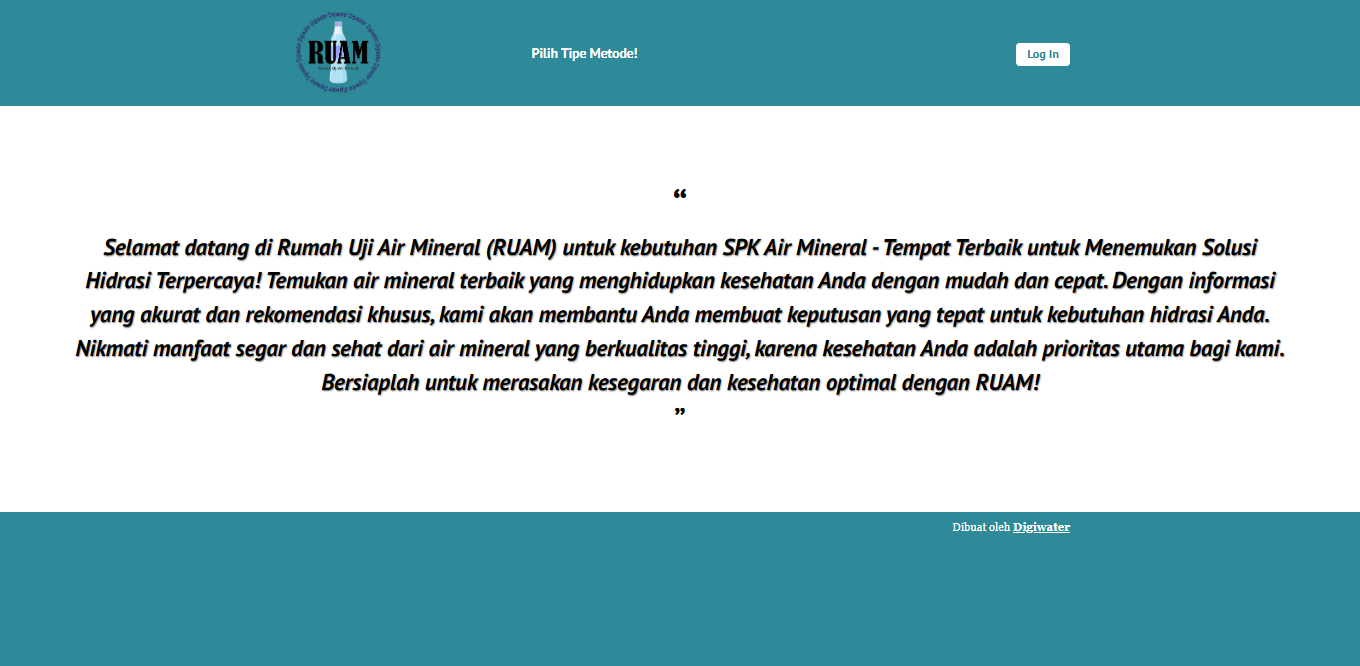 RUAM
Pilih Tipe Metode!
Log In
“
Selamat datang di Rumah Uji Air Mineral (RUAM) untuk kebutuhan SPK Air Mineral - Tempat Terbaik untuk Menemukan Solusi
Hidrasi Terpercaya! Temukan air mineral terbaik yang menghidupkan kesehatan Anda dengan mudah dan cepat. Dengan informasi
yang akurat dan rekomendasi khusus, kami akan membantu Anda membuat keputusan yang tepat untuk kebutuhan hidrasi Anda.
Nikmati manfaat segar dan sehat dari air mineral yang berkualitas tinggi, karena kesehatan Anda adalah prioritas utama bagi kami.
Bersiaplah untuk merasakan kesegaran dan kesehatan optimal dengan RUAM!
”
Dibuat oleh Digiwater